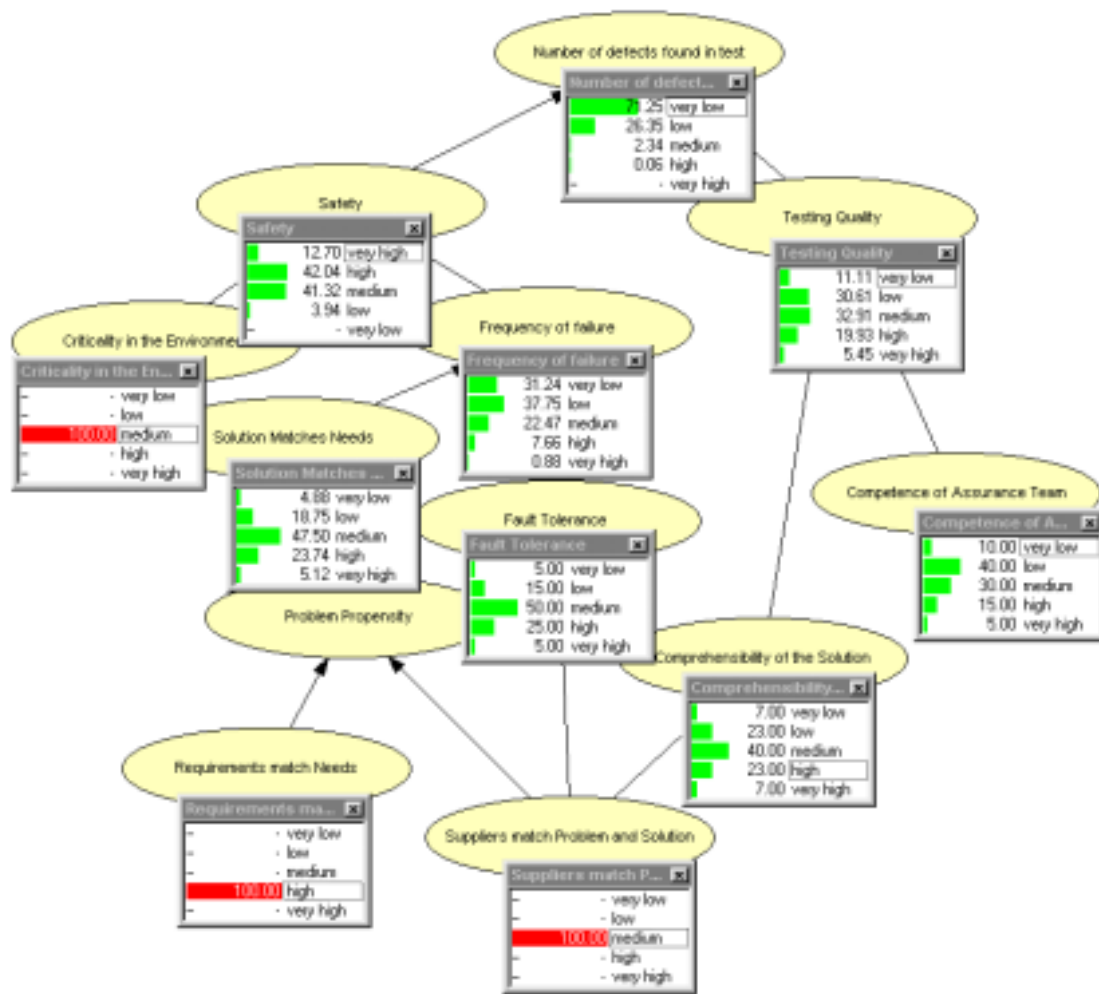 Number of defects found in test
Number of defect...
71.25 very low
26.35 low
2.34 medium
0.06 high
- - very high
Safety
Safety
12.70 very high
42.04 high
41.32 medium
3.94 low
- - very low
Testing Quality
Testing Quality
11.11 very low
30.61 low
32.91 medium
19.93 high
5.45 very high
Criticality in the Environme
Criticality in the En...
- - very low
- - low
100.00 medium
- - high
- - very high
Frequency of failure
Frequency of failure
31.24 very low
37.75 low
22.47 medium
7.66 high
0.88 very high
Solution Matches Needs
Solution Matches ...
4.88 very low
18.75 low
47.50 medium
23.74 high
5.12 very high
Fault Tolerance
Fault Tolerance
5.00 very low
15.00 low
50.00 medium
25.00 high
5.00 very high
Competence of Assurance Team
Competence of A...
10.00 very low
40.00 low
30.00 medium
15.00 high
5.00 very high
Problem Propensity
Comprehensibility of the Solution
Comprehensibility...
7.00 very low
23.00 low
40.00 medium
23.00 high
7.00 very high
Requirements match Needs
Requirements ma...
- - very low
- - low
- - medium
100.00 high
- - very high
Suppliers match Problem and Solution
Suppliers match P...
- - very low
- - low
100.00 medium
- - high
- - very high